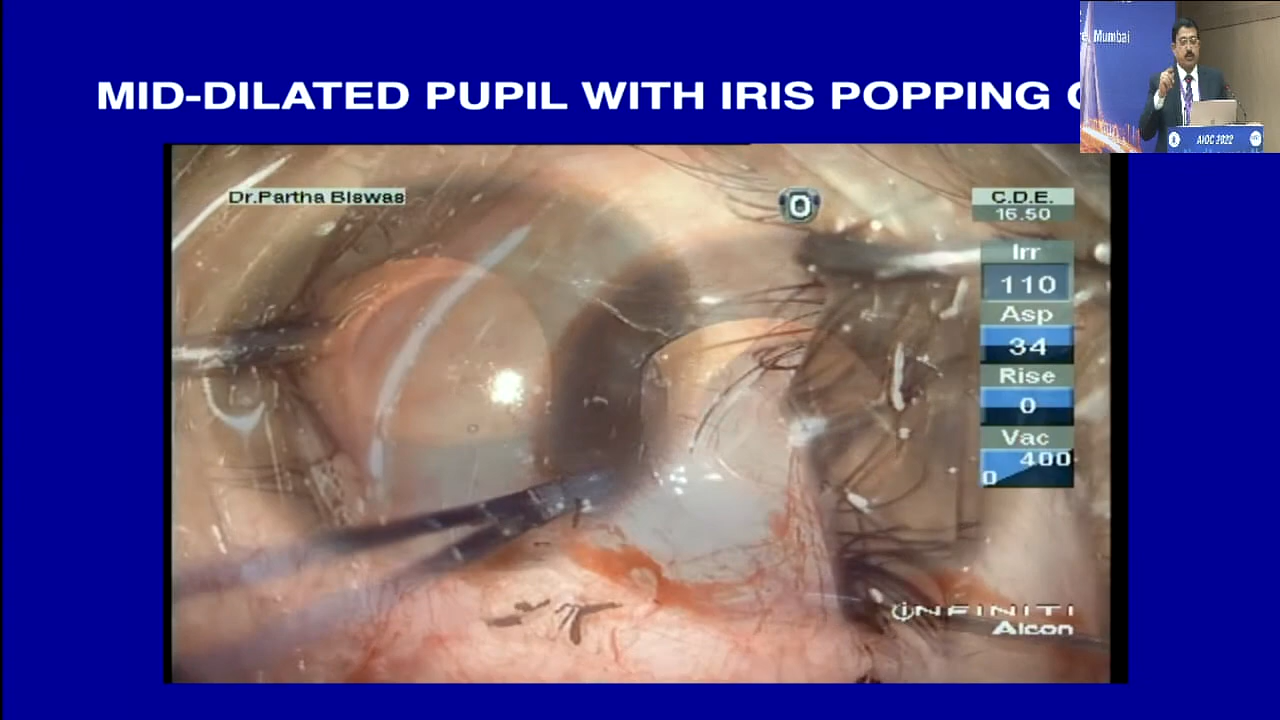 MID-DILATED PUPIL WITH IRIS POPPING
Mumbai
AIOC 2022
Dr.Partha Biswas
0
C.D.E.
16.50
Irr
110
Asp
34
Rise
0
Vac
400
0
INFINITI
Alcon